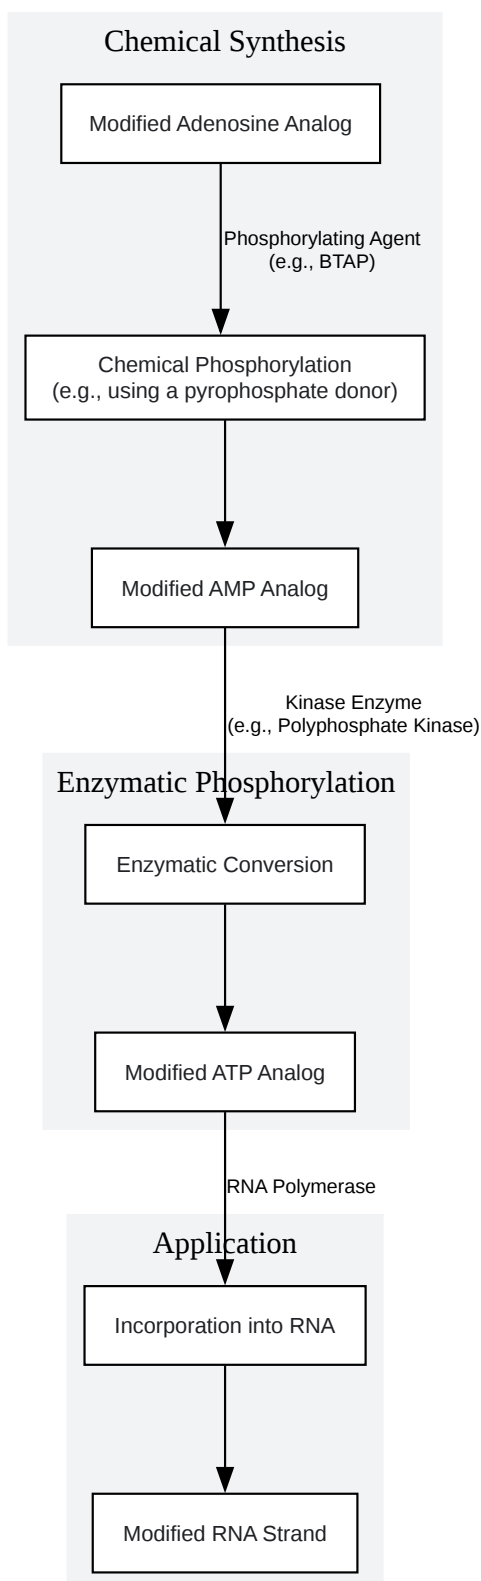 Chemical Synthesis
Modified Adenosine Analog
Phosphorylating Agent
(e.g., BTAP)
Chemical Phosphorylation
(e.g., using a pyrophosphate donor)
Modified AMP Analog
Kinase Enzyme
(e.g., Polyphosphate Kinase)
Enzymatic Phosphorylation
Enzymatic Conversion
Modified ATP Analog
RNA Polymerase
Application
Incorporation into RNA
Modified RNA Strand